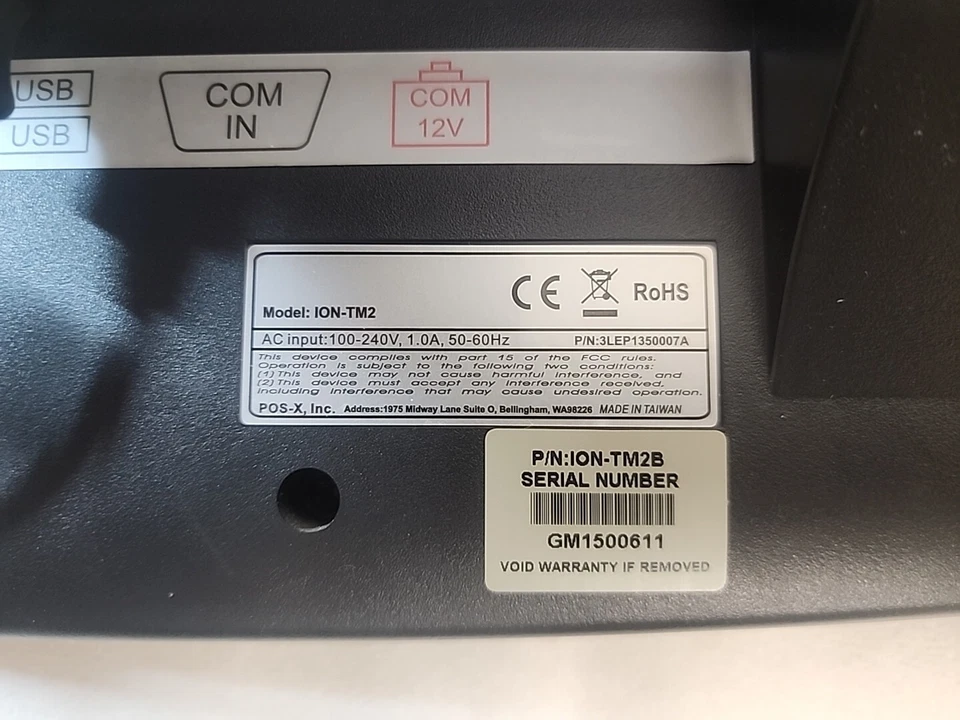 USB
USB
COM
IN
COM
12V
CE RoHS
Model: ION-TM2
AC input:100-240V, 1.0A, 50-60Hz P/N:3LEP1350007A
This device complies with part 15 of the FCC rules.
Operation is subject to the following two conditions:
(1)This device may not cause harmful interference, and
(2)This device must accept any interference received,
including interference that may cause undesired operation.
POS-X, Inc. Address:1975 Midway Lane Suite O, Bellingham, WA98226 MADE IN TAIWAN
P/N:ION-TM2B
SERIAL NUMBER
GM1500611
VOID WARRANTY IF REMOVED